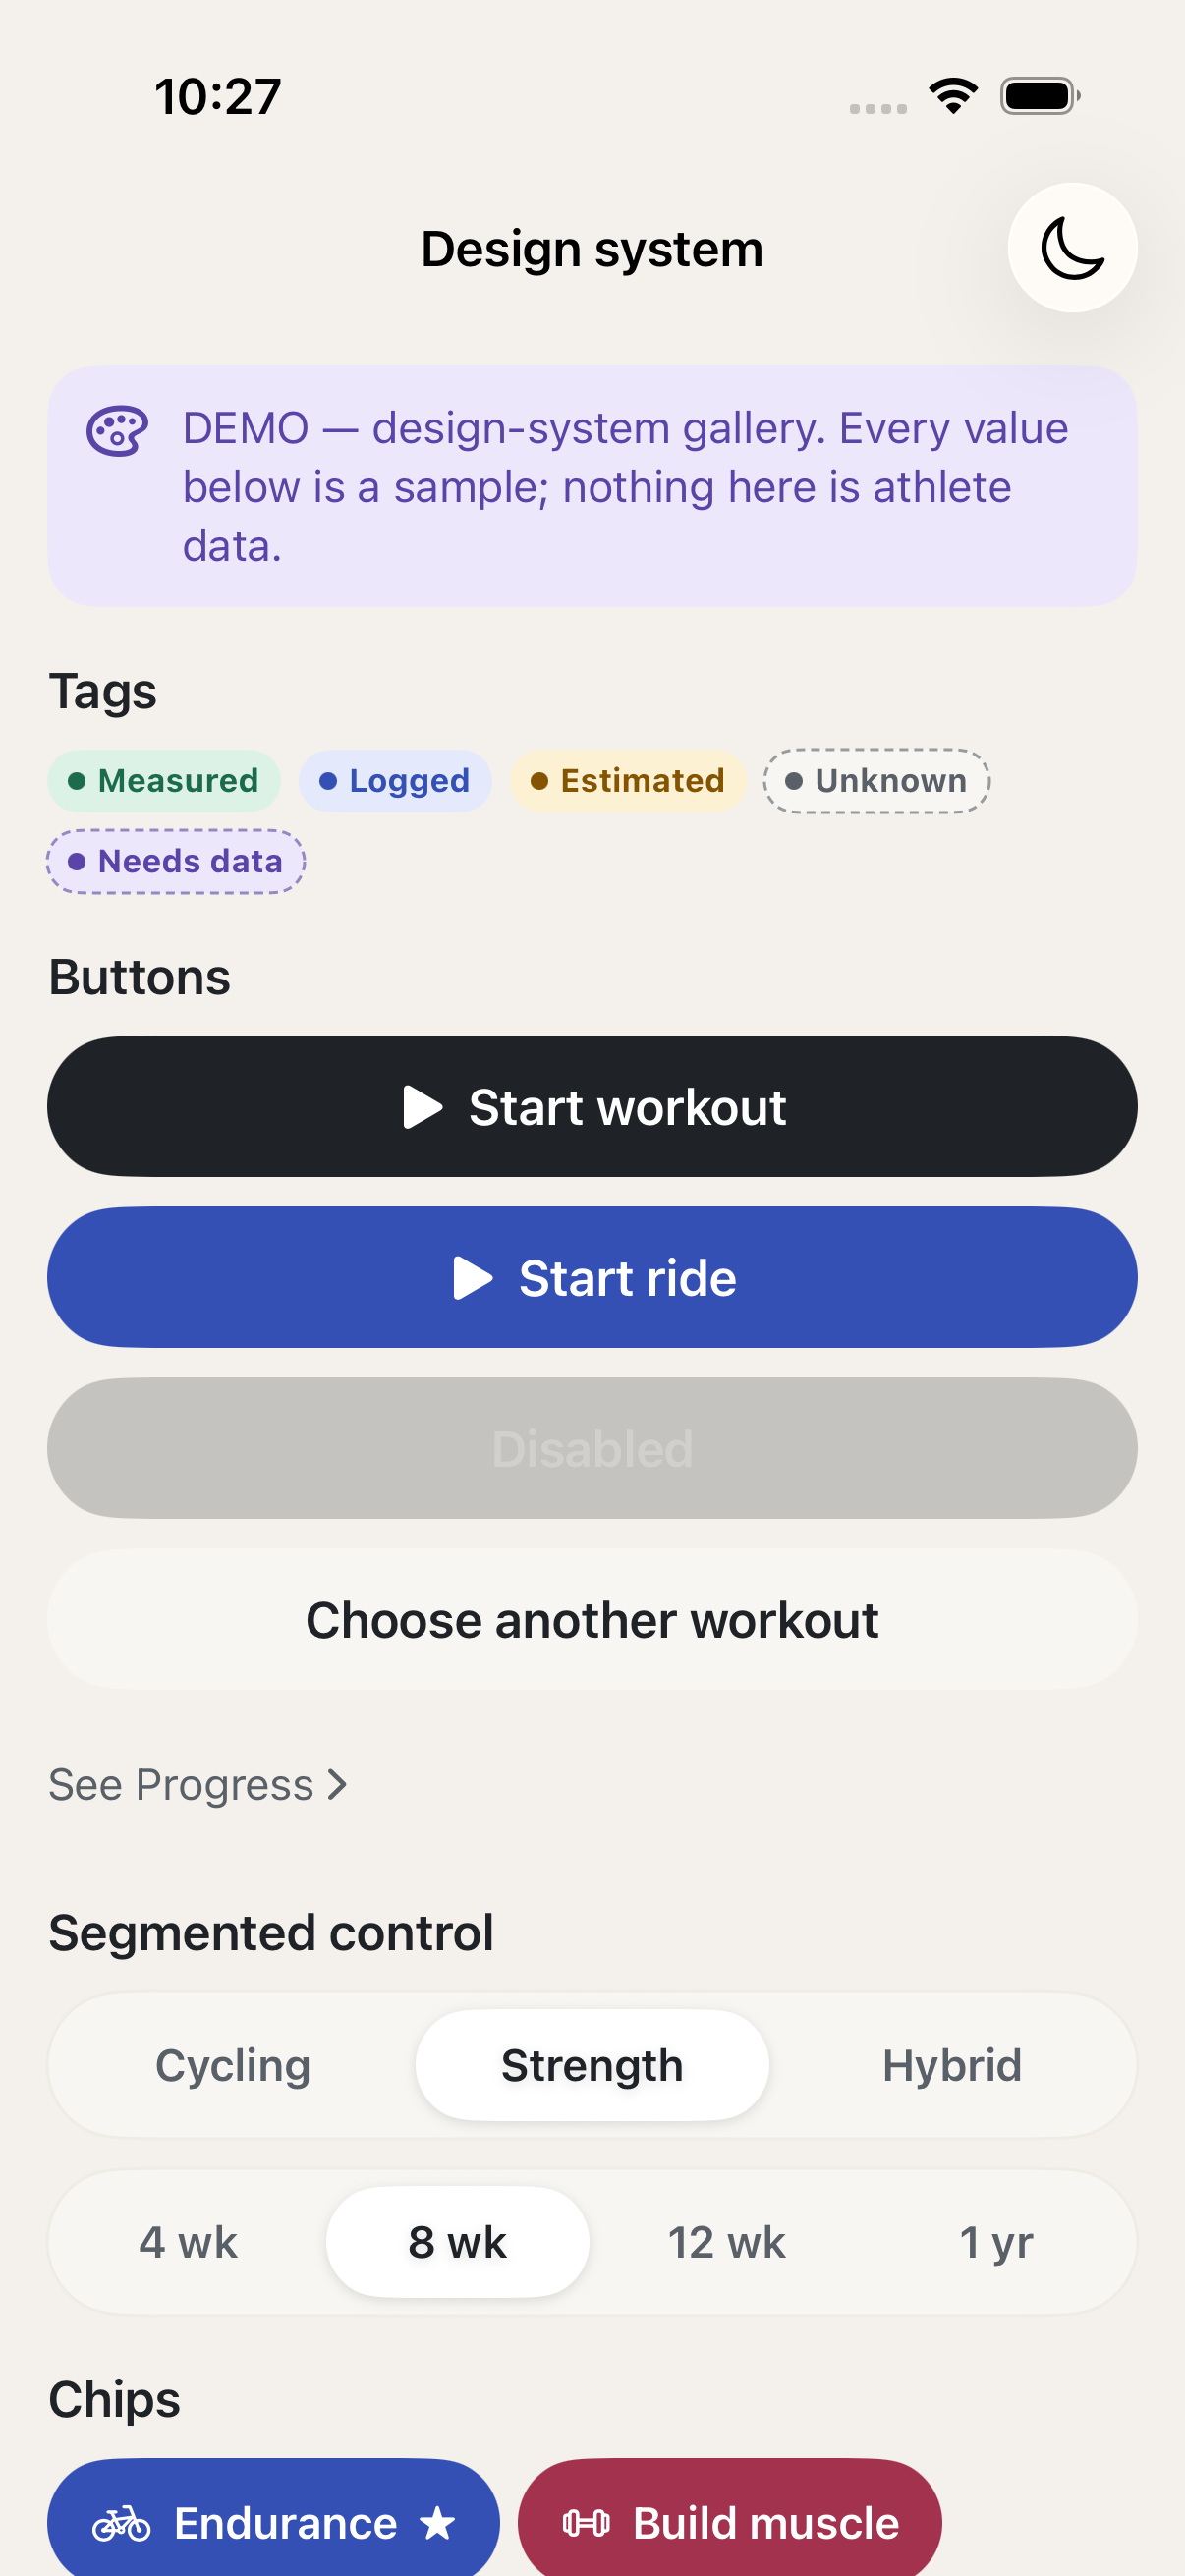 10:27
Design system
DEMO — design-system gallery. Every value
below is a sample; nothing here is athlete
data.
Tags
Measured Logged Estimated Unknown
Needs data
Buttons
Start workout
Start ride
Disabled
Choose another workout
See Progress
Segmented control
Cycling Strength Hybrid
4 wk 8 wk 12 wk 1 yr
Chips
Endurance Build muscle